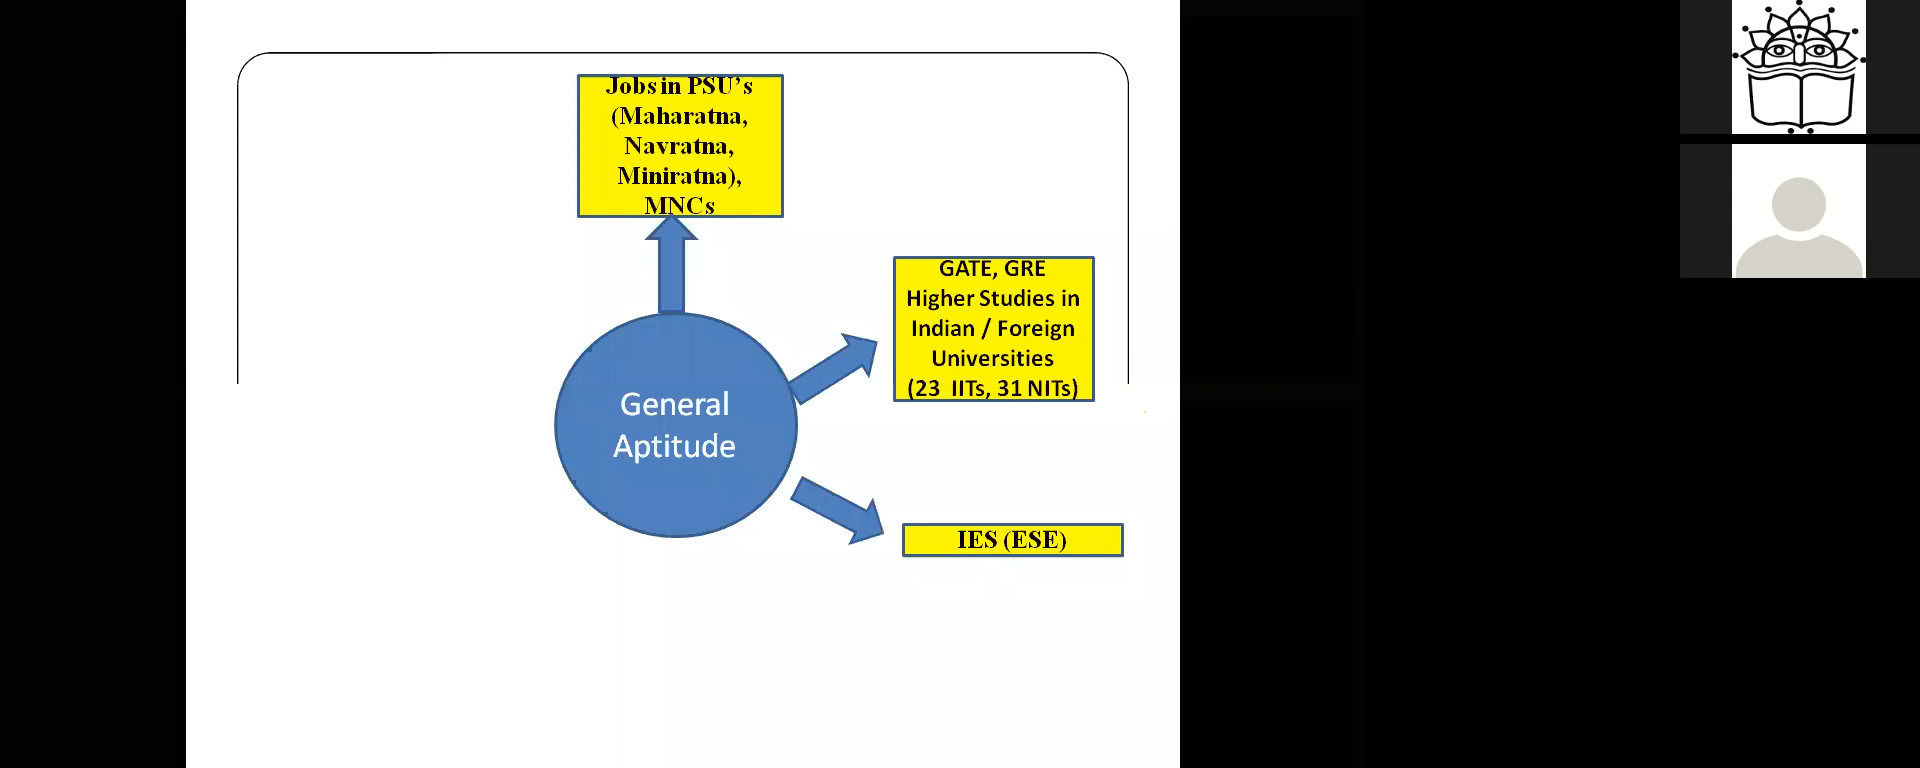 Jobs in PSU's
(Maharatna,
Navratna,
Miniratna),
MNCs
GATE, GRE
Higher Studies in
Indian / Foreign
Universities
(23 IITs, 31 NITs)
General
Aptitude
IES (ESE)